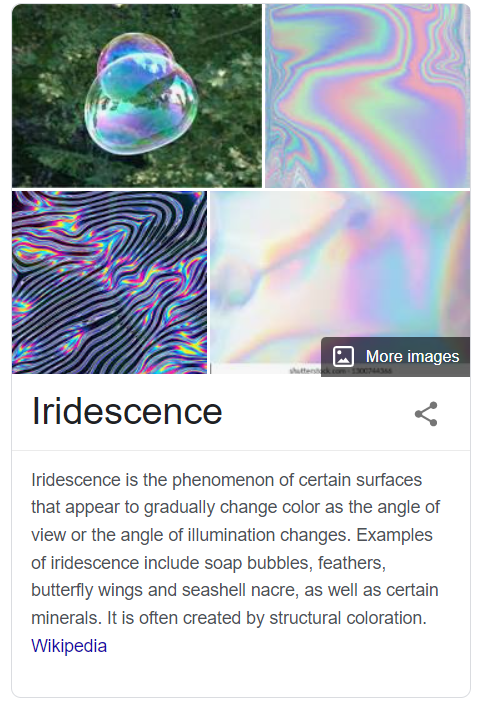 More images
shutterstock.com · 1300744366
Iridescence
Iridescence is the phenomenon of certain surfaces
that appear to gradually change color as the angle of
view or the angle of illumination changes. Examples
of iridescence include soap bubbles, feathers,
butterfly wings and seashell nacre, as well as certain
minerals. It is often created by structural coloration.
Wikipedia